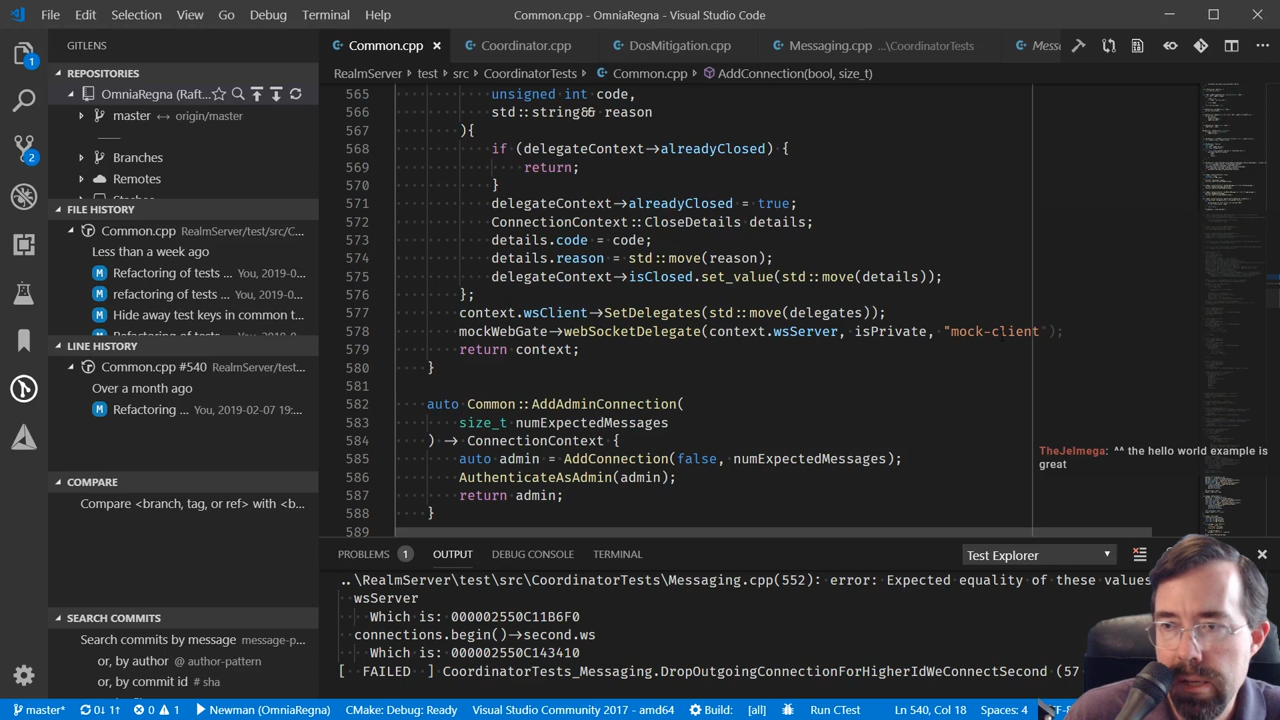 File Edit Selection View Go Debug Terminal Help Common.cpp - OmniaRegna - Visual Studio Code
GITLENS
Common.cpp Coordinator.cpp DosMitigation.cpp Messaging.cpp ...\CoordinatorTests Messa
RealmServer > test > src > CoordinatorTests > Common.cpp > AddConnection(bool, size_t)
REPOSITORIES
OmniaRegna (Raft...
master ↔ origin/master
Branches
Remotes
FILE HISTORY
Common.cpp RealmServer/test/src/C...
Less than a week ago
Refactoring of tests ... You, 2019-0...
refactoring of tests ... You, 2019-0...
Hide away test keys in common t...
Refactoring of tests ... You, 2019-0...
LINE HISTORY
Common.cpp #540 RealmServer/test...
Over a month ago
Refactoring ... You, 2019-02-07 19:...
COMPARE
Compare <branch, tag, or ref> with <b...
SEARCH COMMITS
Search commits by message message-p...
or, by author @ author-pattern
or, by commit id # sha
565 unsigned int code,
566 std::string&& reason
567 ){
568 if (delegateContext->alreadyClosed) {
569 return;
570 }
571 delegateContext->alreadyClosed = true;
572 ConnectionContext::CloseDetails details;
573 details.code = code;
574 details.reason = std::move(reason);
575 delegateContext->isClosed.set_value(std::move(details));
576 };
577 context.wsClient->SetDelegates(std::move(delegates));
578 mockWebGate->webSocketDelegate(context.wsServer, isPrivate, "mock-client");
579 return context;
580 }
581
582 auto Common::AddAdminConnection(
583 size_t numExpectedMessages
584 ) -> ConnectionContext {
585 auto admin = AddConnection(false, numExpectedMessages);
586 AuthenticateAsAdmin(admin);
587 return admin;
588 }
589
TheJeImega: ^^ the hello world example is
great
PROBLEMS 1 OUTPUT DEBUG CONSOLE TERMINAL Test Explorer
..\RealmServer\test\src\CoordinatorTests\Messaging.cpp(552): error: Expected equality of these values
wsServer
Which is: 000002550C11B6F0
connections.begin()->second.ws
Which is: 000002550C143410
[ FAILED ] CoordinatorTests_Messaging.DropOutgoingConnectionForHigherIdWeConnectSecond (57
master* 0↓ 1↑ 0 1 Newman (OmniaRegna) CMake: Debug: Ready Visual Studio Community 2017 - amd64 Build: [all] Run CTest Ln 540, Col 18 Spaces: 4